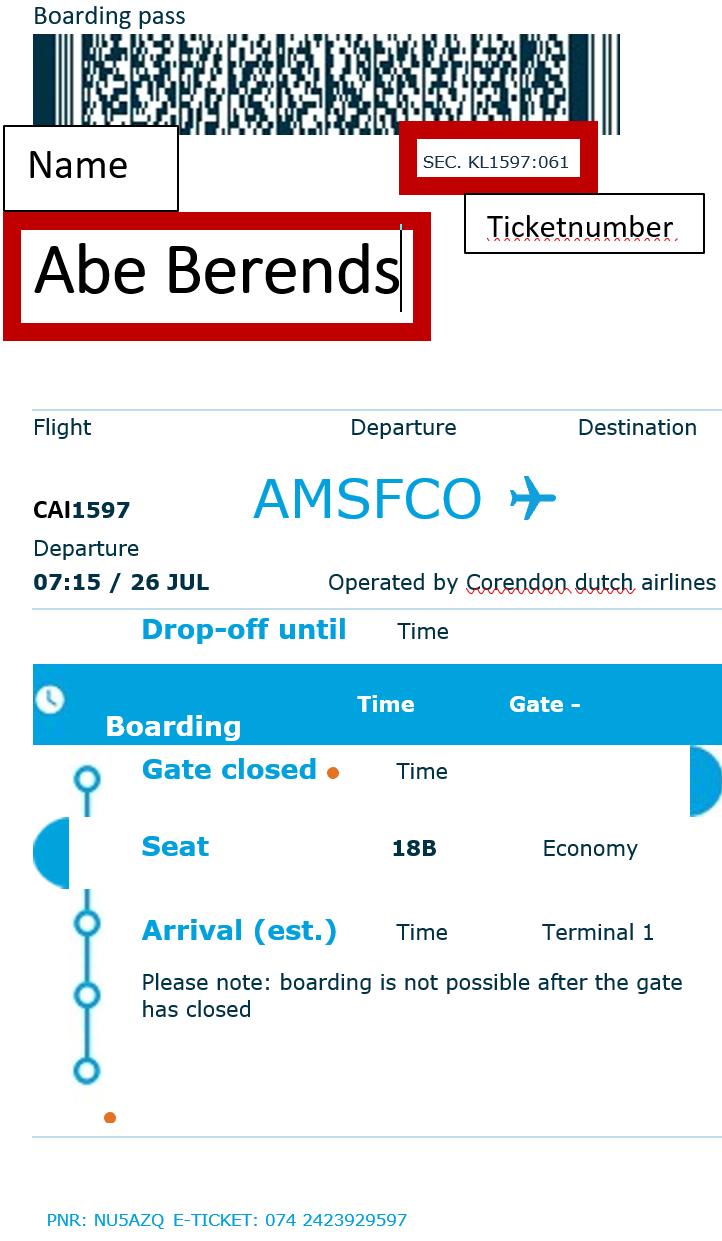 Boarding pass
Name
SEC. KL1597:061
Ticketnumber
Abe Berends
Flight Departure Destination
CAI1597 AMSFCO
Departure
07:15 / 26 JUL Operated by Corendon dutch airlines
Drop-off until Time
Boarding Time Gate -
Gate closed Time
Seat 18B Economy
Arrival (est.) Time Terminal 1
Please note: boarding is not possible after the gate
has closed
PNR: NU5AZQ E-TICKET: 074 2423929597